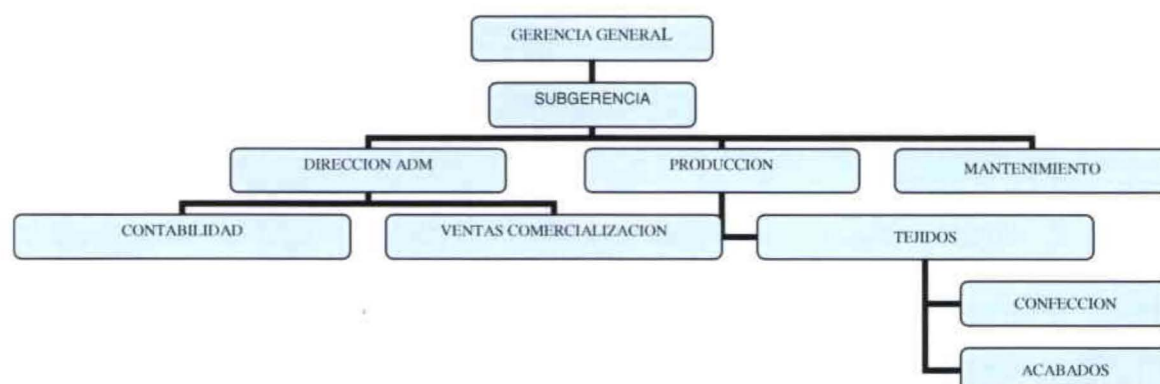 GERENCIA GENERAL
SUBGERENCIA
DIRECCION ADM
PRODUCCION
MANTENIMIENTO
CONTABILIDAD
VENTAS COMERCIALIZACION
TEJIDOS
CONFECCION
ACABADOS